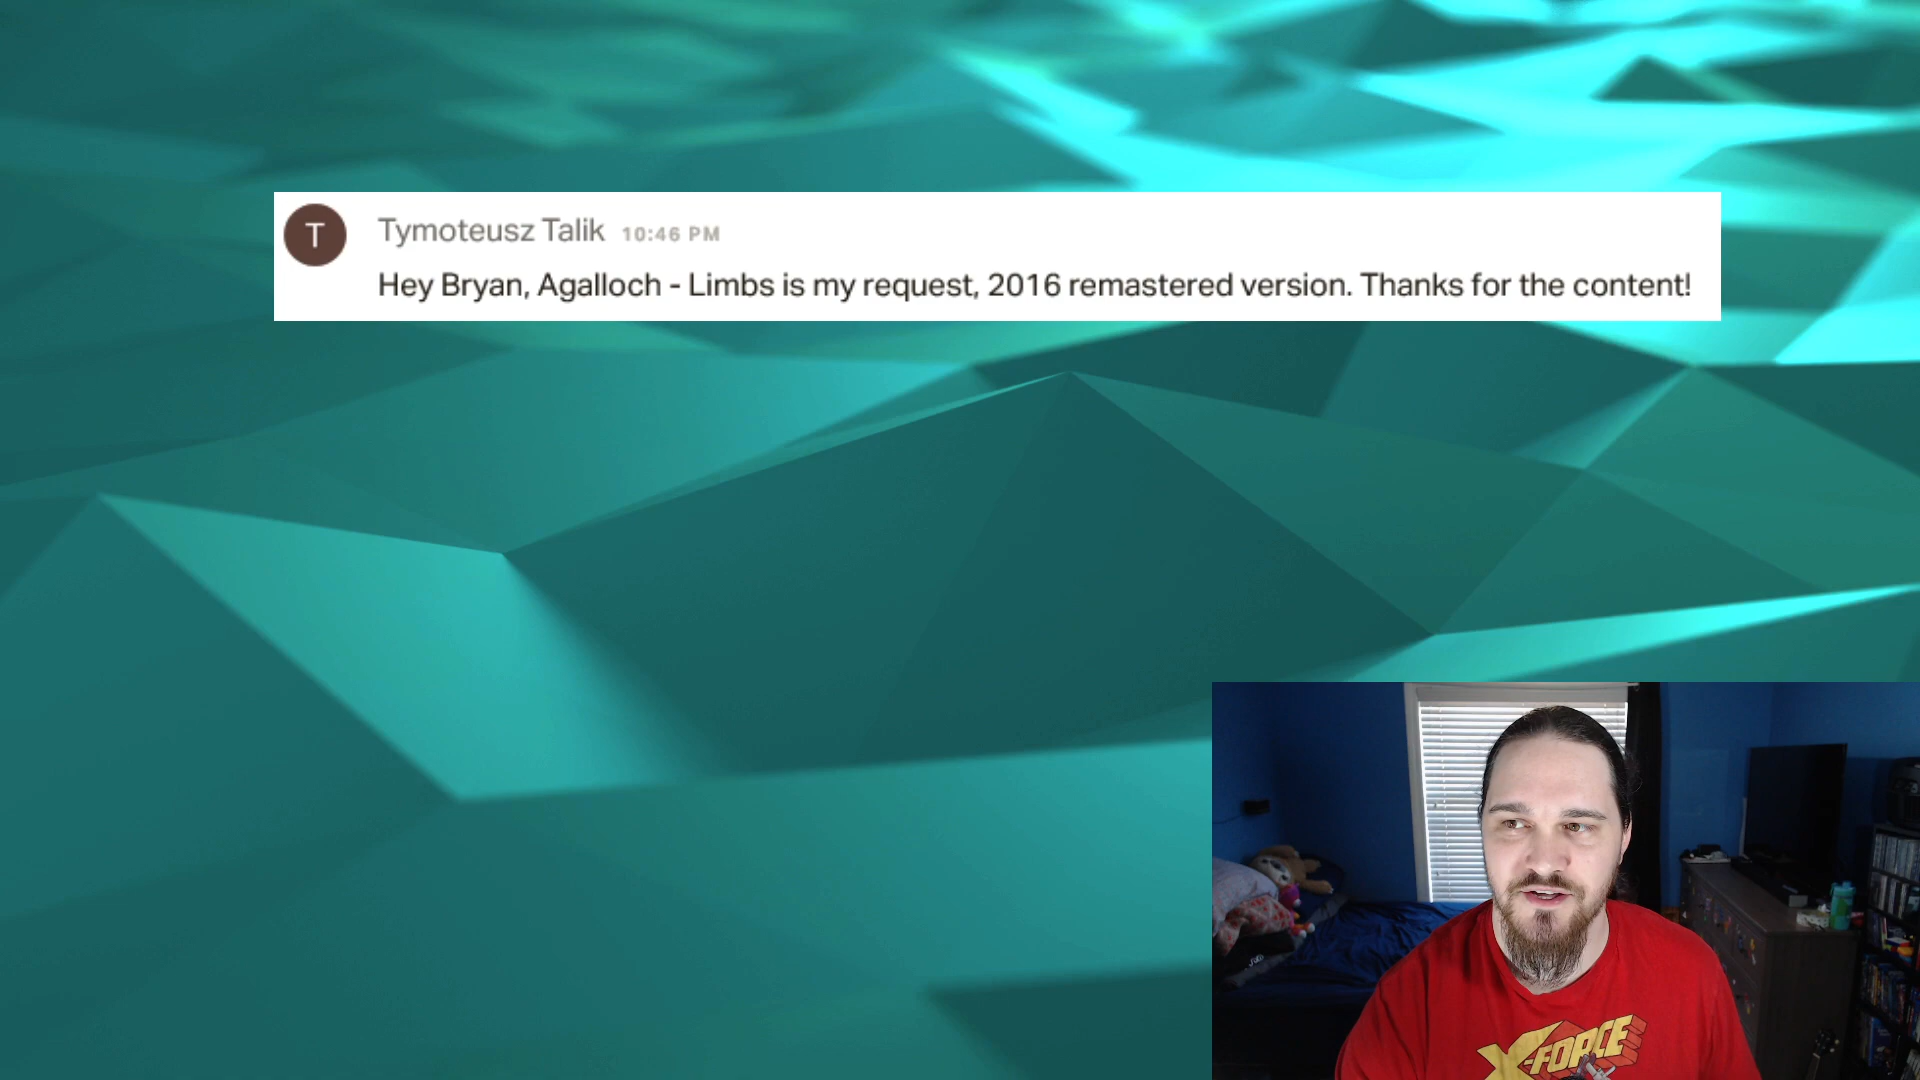 T
Tymoteusz Talik 10:46 PM
Hey Bryan, Agalloch - Limbs is my request, 2016 remastered version. Thanks for the content!
X-FORCE